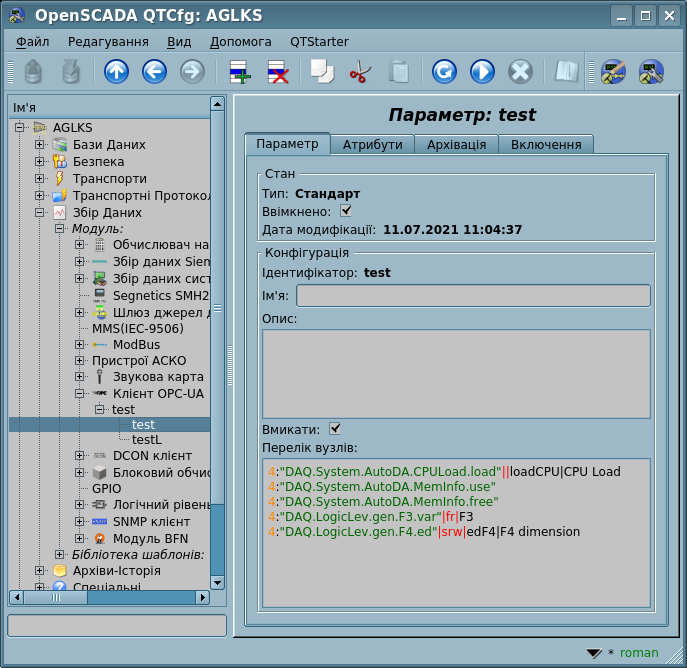 OpenSCADA QTCfg: AGLKS
Файл Редагування Вид Допомога QTStarter
Ім'я
AGLKS
Бази Даних
Безпека
Транспорти
Транспортні Протокол
Збір Даних
Модуль:
Обчислювач на
Збір даних Siem
Збір даних сист
Segnetics SMH2
Шлюз джерел д
MMS(IEC-9506)
ModBus
Пристрої АСКО
Звукова карта
Клієнт OPC-UA
test
test
testL
DCON клієнт
Блоковий обчис
GPIO
Логічний рівень
SNMP клієнт
Модуль BFN
Бібліотека шаблонів:
Архіви-Історія
Спеціальні
Параметр: test
Параметр Атрибути Архівація Включення
Стан
Тип: Стандарт
Ввімкнено:
Дата модифікації: 11.07.2021 11:04:37
Конфігурація
Ідентифікатор: test
Ім'я:
Опис:
Вмикати:
Перелік вузлів:
4:"DAQ.System.AutoDA.CPULoad.load"||loadCPU|CPU Load
4:"DAQ.System.AutoDA.MemInfo.use"
4:"DAQ.System.AutoDA.MemInfo.free"
4:"DAQ.LogicLev.gen.F3.var"|fr|F3
4:"DAQ.LogicLev.gen.F4.ed"|srw|edF4|F4 dimension
* roman